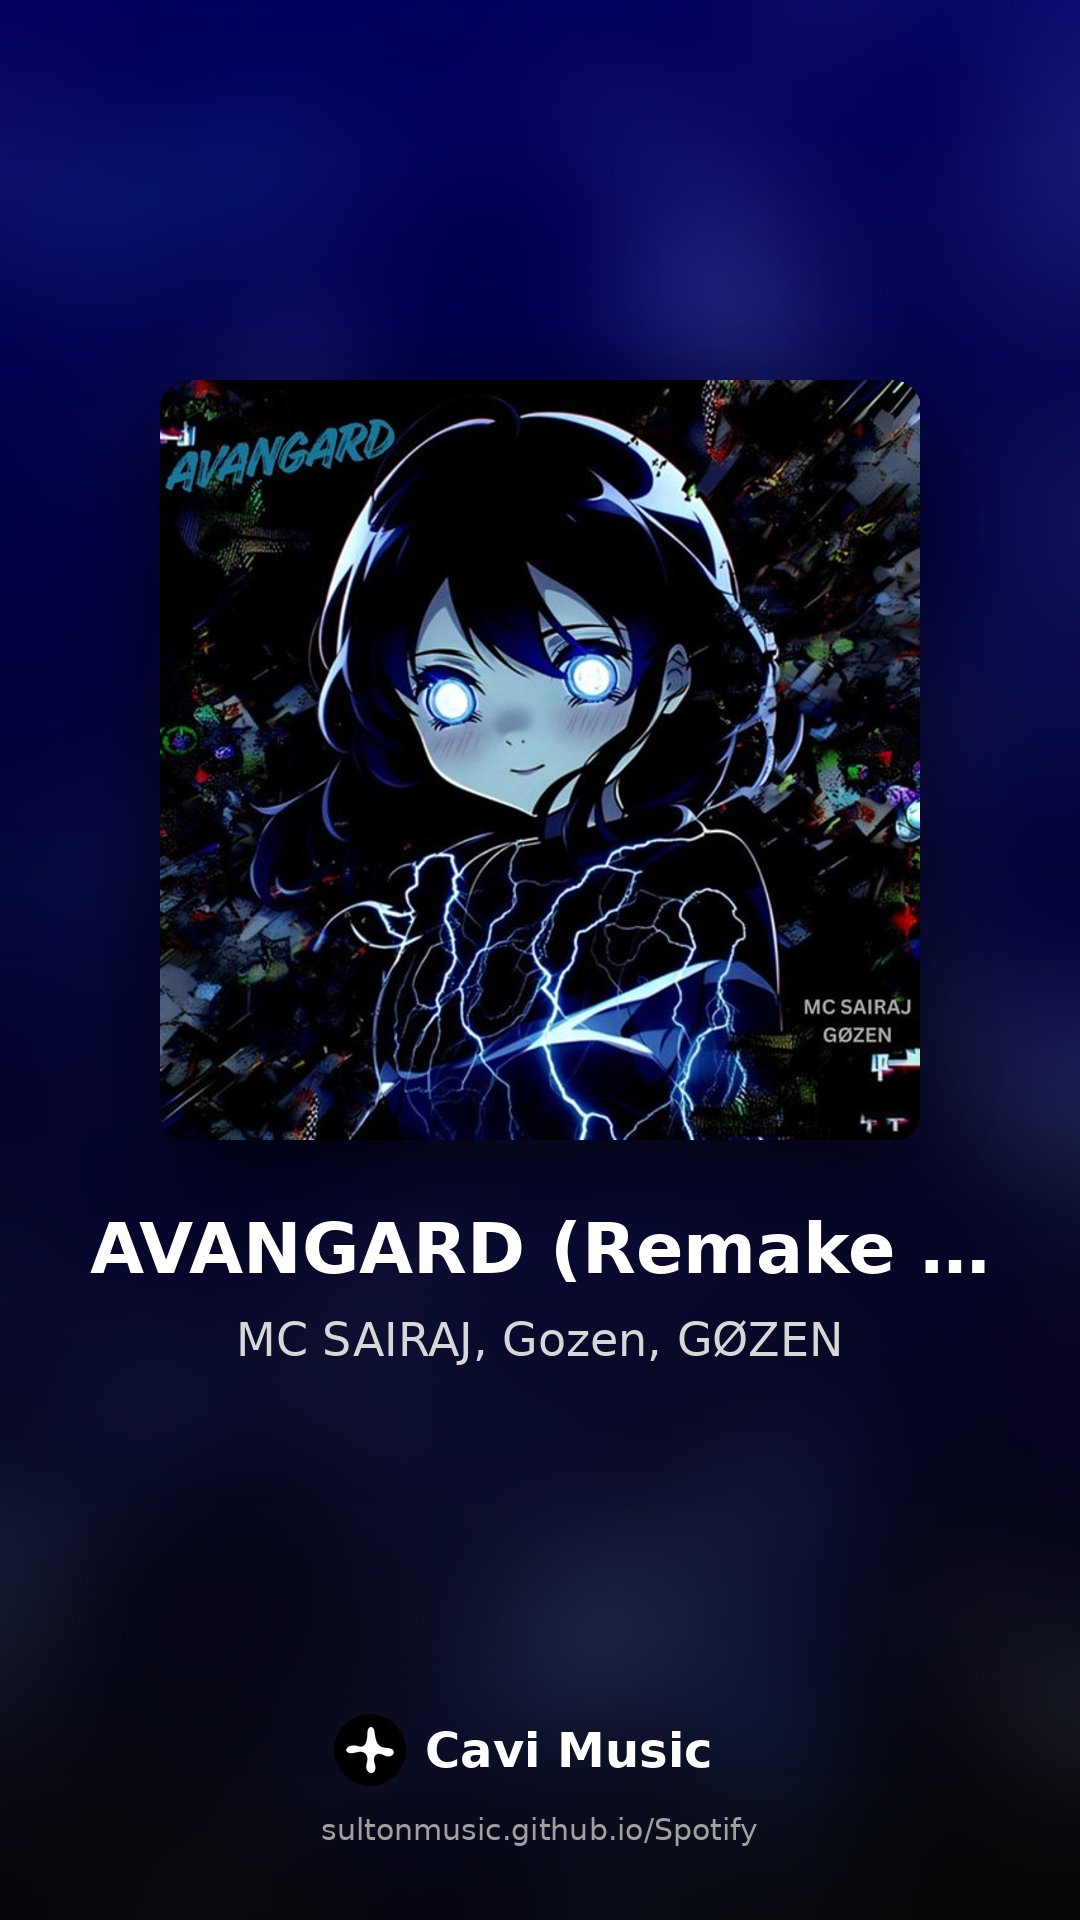 AVANGARD
MC SAIRAJ
GØZEN
AVANGARD (Remake ...
MC SAIRAJ, Gozen, GØZEN
Cavi Music
sultonmusic.github.io/Spotify